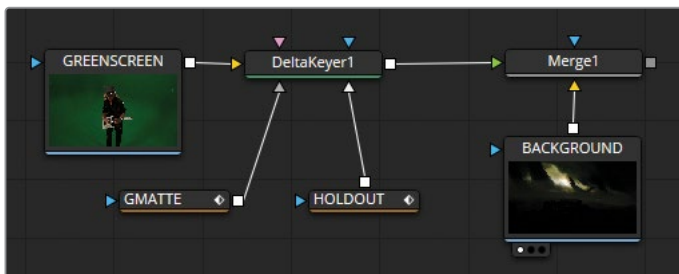 GREENSCREEN
DeltaKeyer1
Merge1
BACKGROUND
GMATTE
HOLDOUT